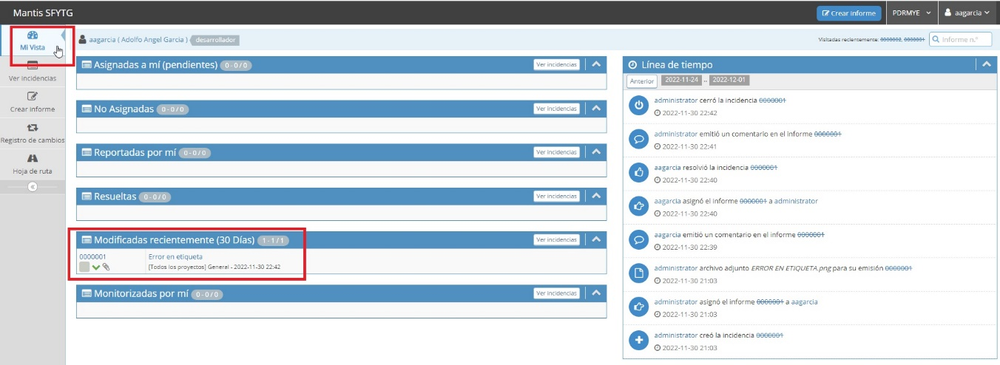 Mantis SFYTG
Crear informe
PDRMYE
aagarcia
Mi Vista
Ver incidencias
Crear informe
Registro de cambios
Hoja de ruta
aagarcia ( Adolfo Angel Garcia ) desarrollador
Visitadas recientemente: 0000002, 0000001
Informe n.º
Asignadas a mí (pendientes) 0 - 0 / 0 Ver incidencias
No Asignadas 0 - 0 / 0 Ver incidencias
Reportadas por mí 0 - 0 / 0 Ver incidencias
Resueltas 0 - 0 / 0 Ver incidencias
Modificadas recientemente (30 Días) 1 - 1 / 1 Ver incidencias
0000001 Error en etiqueta
[Todos los proyectos] General - 2022-11-30 22:42
Monitorizadas por mí 0 - 0 / 0 Ver incidencias
Línea de tiempo
Anterior 2022-11-24 .. 2022-12-01
administrator cerró la incidencia 0000001
2022-11-30 22:42
administrator emitió un comentario en el informe 0000001
2022-11-30 22:41
aagarcia resolvió la incidencia 0000001
2022-11-30 22:40
aagarcia asignó el informe 0000001 a administrator
2022-11-30 22:40
aagarcia emitió un comentario en el informe 0000001
2022-11-30 22:39
administrator archivo adjunto ERROR EN ETIQUETA.png para su emisión 0000001
2022-11-30 21:03
administrator asignó el informe 0000001 a aagarcia
2022-11-30 21:03
administrator creó la incidencia 0000001
2022-11-30 21:03